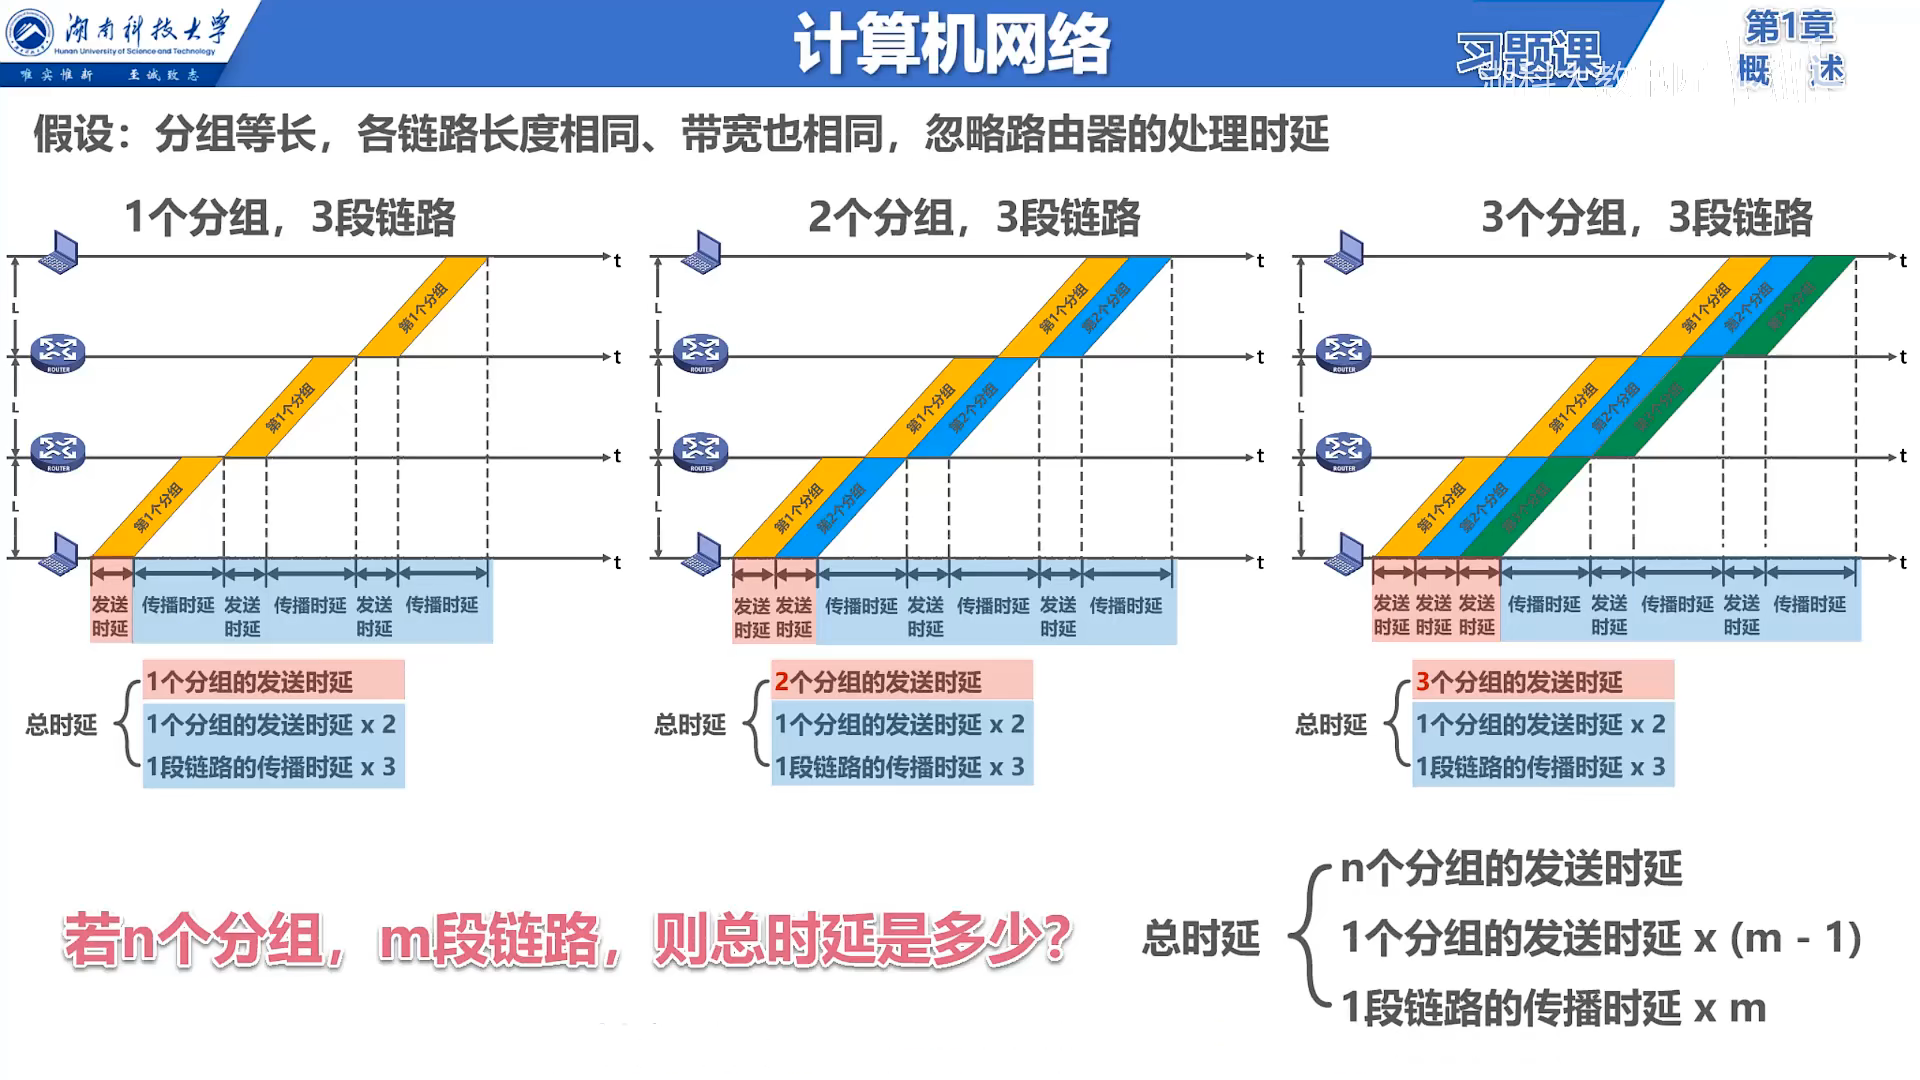 湖南科技大学
Hunan University of Science and Technology
唯实惟新 至诚致志
计算机网络
习题课
第1章
概 述
假设：分组等长，各链路长度相同、带宽也相同，忽略路由器的处理时延
1个分组，3段链路
t
L
第1个分组
ROUTER
t
L
第1个分组
ROUTER
t
L
第1个分组
t
发送时延
传播时延
发送时延
传播时延
发送时延
传播时延
总时延
1个分组的发送时延
1个分组的发送时延 x 2
1段链路的传播时延 x 3
2个分组，3段链路
t
L
第1个分组
第2个分组
ROUTER
t
L
第1个分组
第2个分组
ROUTER
t
L
第1个分组
第2个分组
t
发送时延
发送时延
传播时延
发送时延
传播时延
发送时延
传播时延
总时延
2个分组的发送时延
1个分组的发送时延 x 2
1段链路的传播时延 x 3
3个分组，3段链路
t
L
第1个分组
第2个分组
第3个分组
ROUTER
t
L
第1个分组
第2个分组
第3个分组
ROUTER
t
L
第1个分组
第2个分组
第3个分组
t
发送时延
发送时延
发送时延
传播时延
发送时延
传播时延
发送时延
传播时延
总时延
3个分组的发送时延
1个分组的发送时延 x 2
1段链路的传播时延 x 3
若n个分组，m段链路，则总时延是多少？
总时延
n个分组的发送时延
1个分组的发送时延 x (m - 1)
1段链路的传播时延 x m